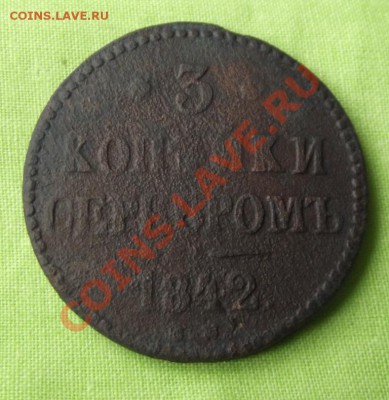 COINS.LAVE.RU
* 3 *
КОПѢЙКИ
СЕРЕБРОМЪ
1842
COINS.LAVE.RU